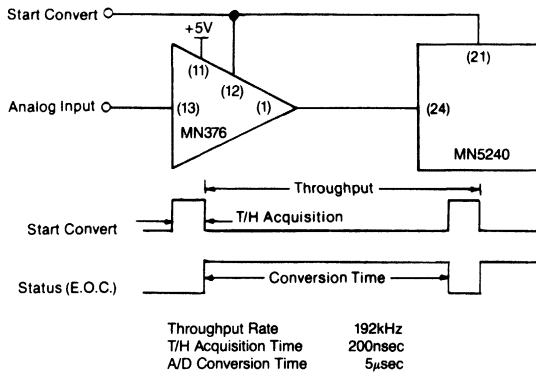 Start Convert
+5V
(11)
(12)
(21)
Analog Input
(13)
(1)
(24)
MN376
MN5240
Throughput
T/H Acquisition
Start Convert
Conversion Time
Status (E.O.C.)
Throughput Rate 192kHz
T/H Acquisition Time 200nsec
A/D Conversion Time 5µsec